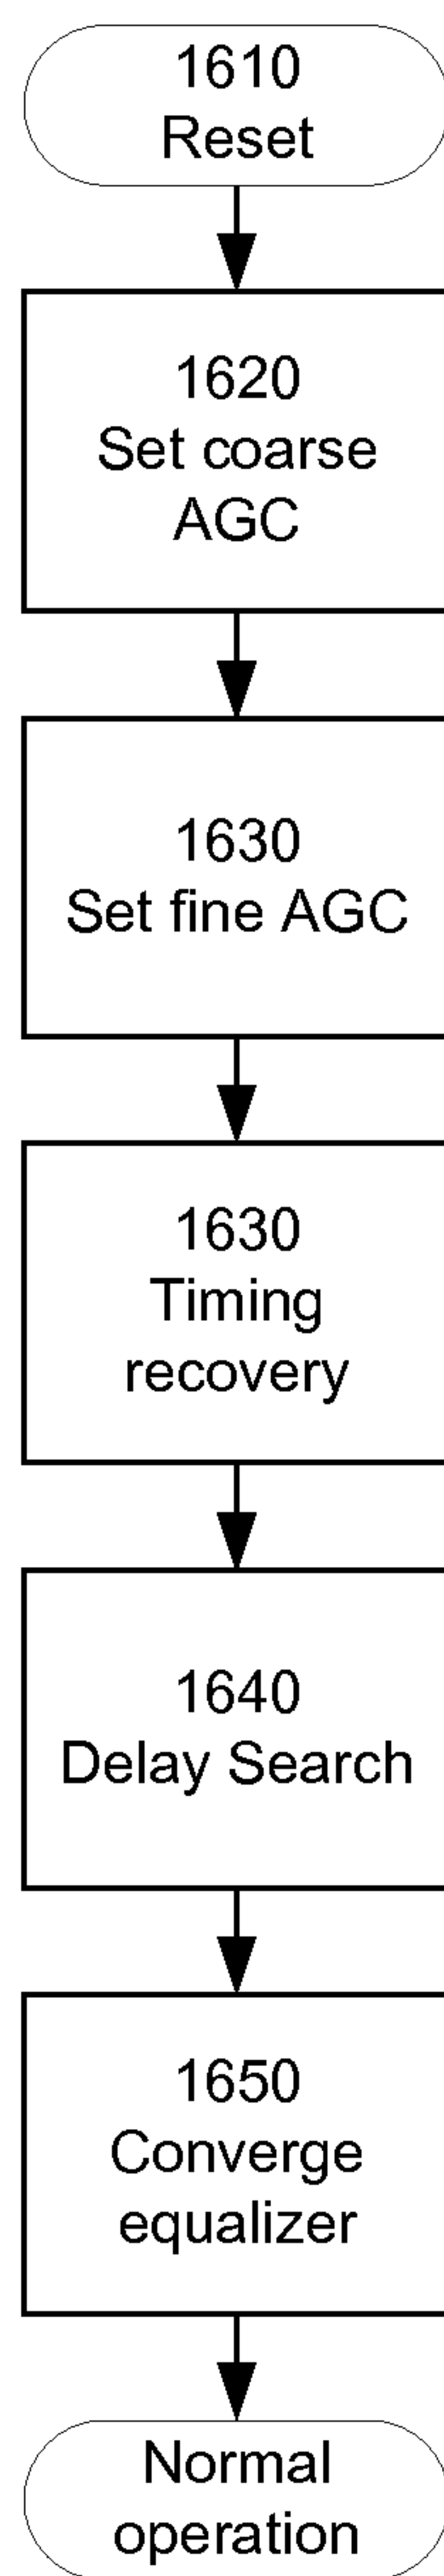 1610
Reset
1620
Set coarse
AGC
1630
Set fine AGC
1630
Timing
recovery
1640
Delay Search
1650
Converge
equalizer
Normal
operation